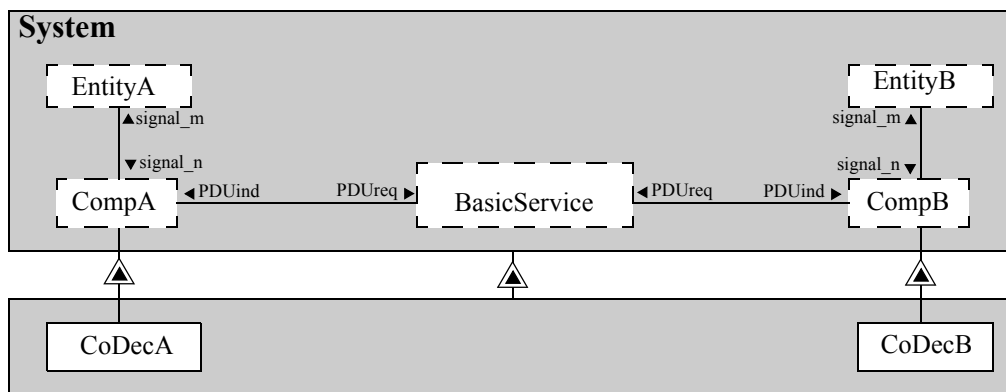 System
EntityA
EntityB
signal_m
signal_m
signal_n
signal_n
CompA
PDUind
PDUreq
BasicService
PDUreq
PDUind
CompB
CoDecA
CoDecB